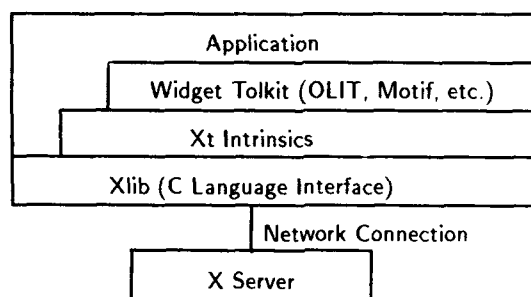 Application
Widget Tolkit (OLIT, Motif, etc.)
Xt Intrinsics
Xlib (C Language Interface)
Network Connection
X Server